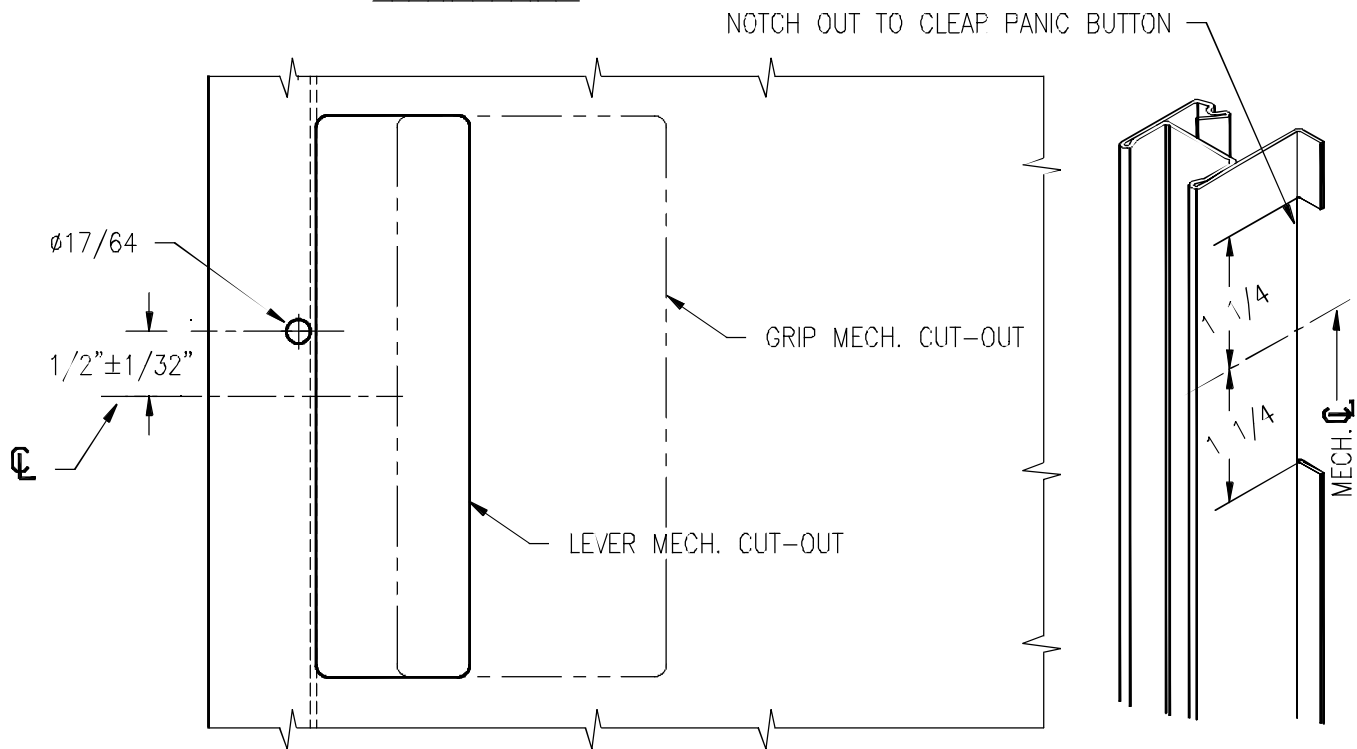 NOTCH OUT TO CLEAR PANIC BUTTON
ø17/64
1/2"±1/32"
℄
GRIP MECH. CUT-OUT
LEVER MECH. CUT-OUT
1 1/4
1 1/4
MECH. ℄